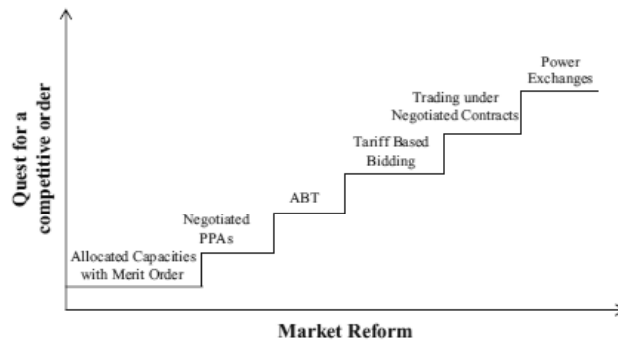 Power
Exchanges
Trading under
Negotiated Contracts
Tariff Based
Bidding
ABT
Negotiated
PPAs
Allocated Capacities
with Merit Order
Quest for a
competitive order
Market Reform